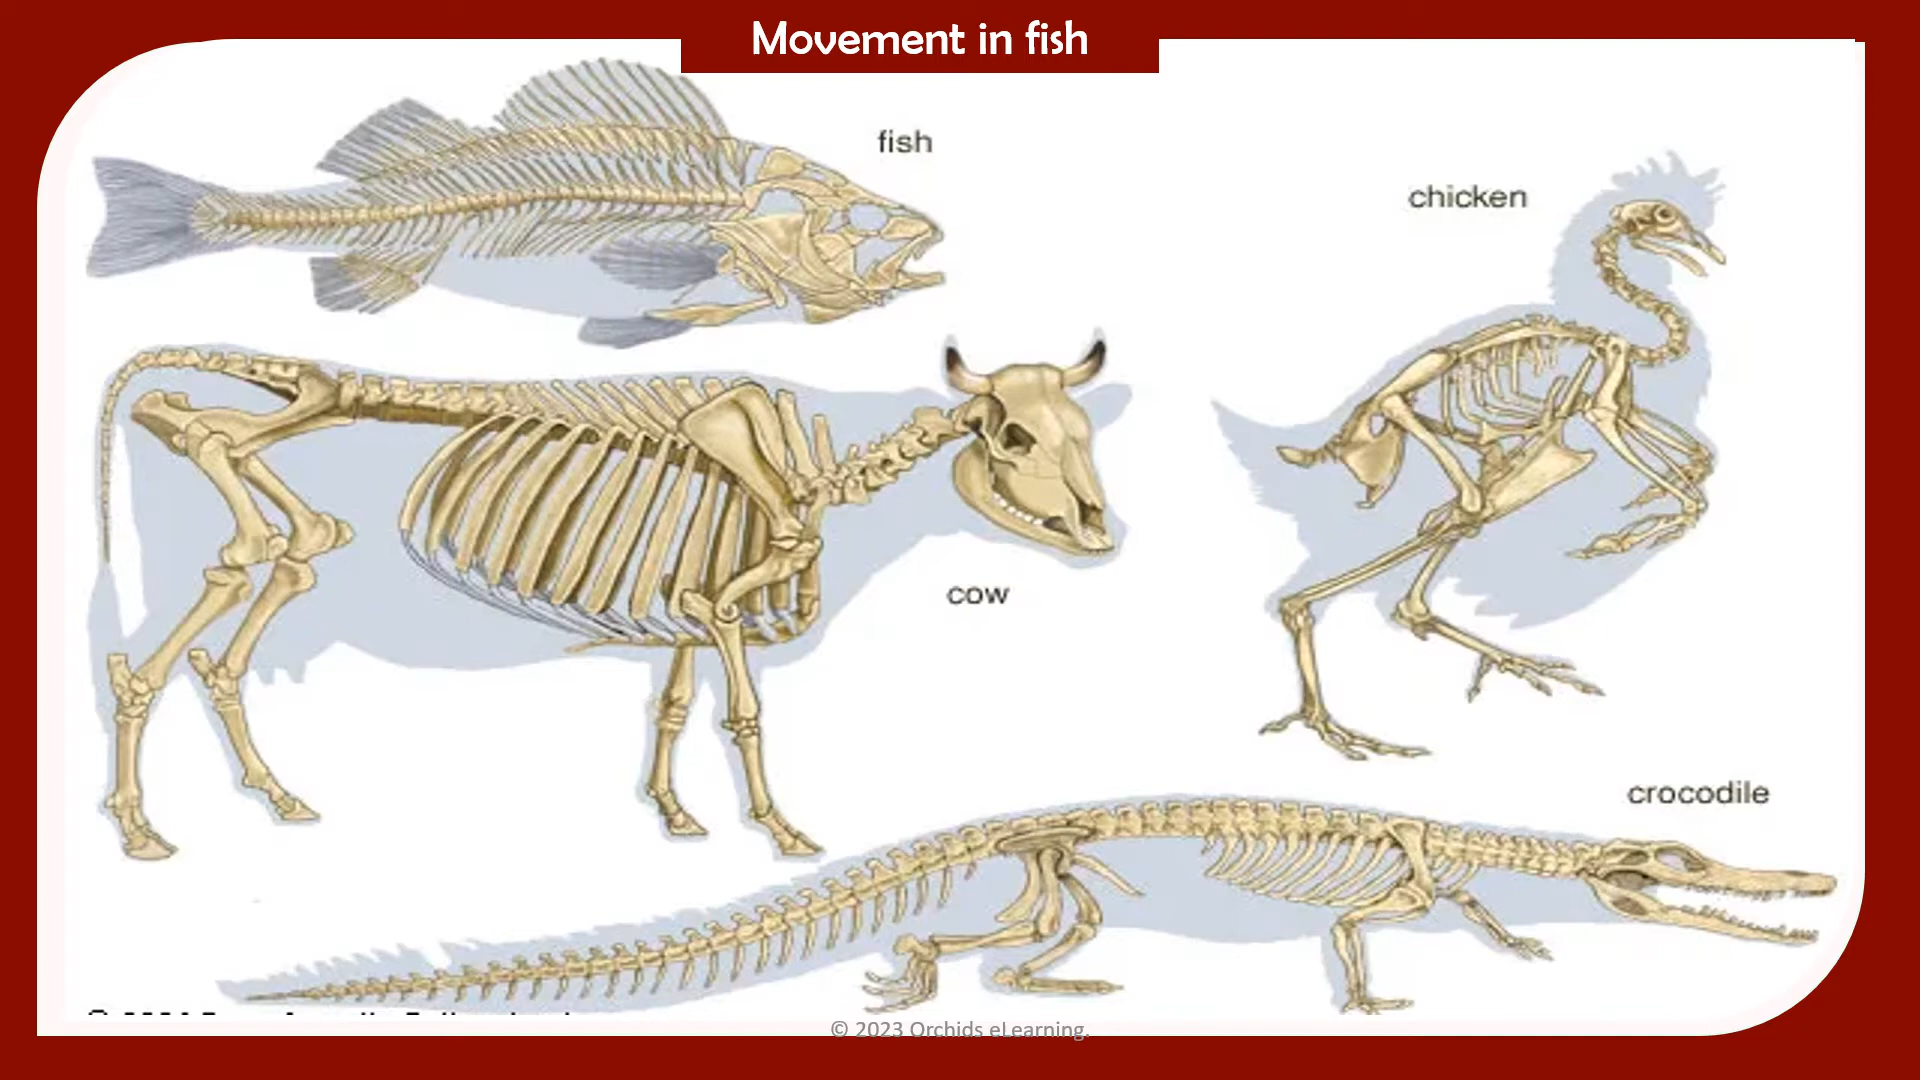 Movement in fish
fish
chicken
cow
crocodile
© 2023 Orchids eLearning.